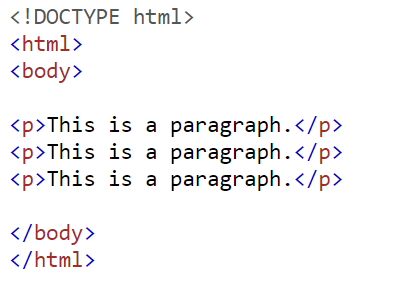 <!DOCTYPE html>
<html>
<body>
<p>This is a paragraph.</p>
<p>This is a paragraph.</p>
<p>This is a paragraph.</p>
</body>
</html>